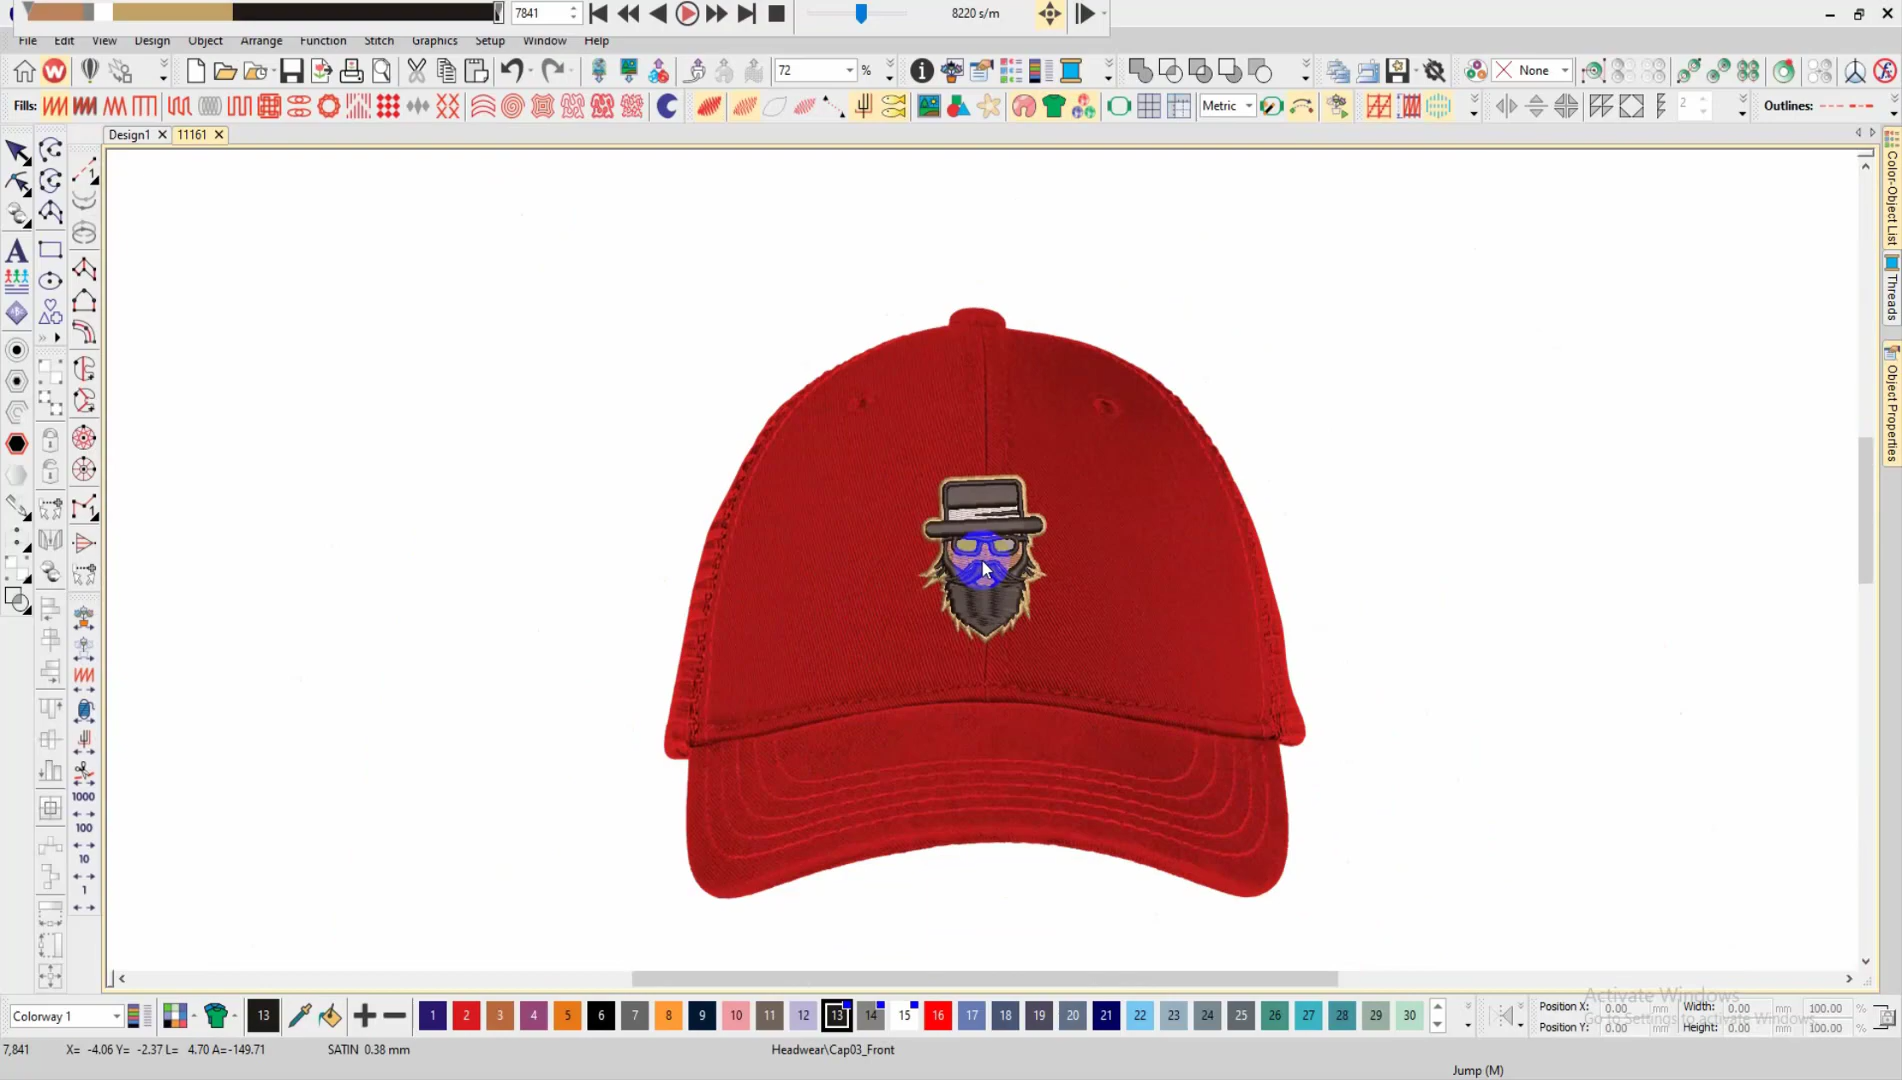 7841
8220 s/m
File Edit View Design Object Arrange Function Stitch Graphics Setup Window Help
72 %
None
Fills:
Metric
2
Outlines:
Design1
11161
Color-Object List
Threads
Object Properties
A
ABC
1
1000
100
10
1
Colorway 1
13
1 2 3 4 5 6 7 8 9 10 11 12 13 14 15 16 17 18 19 20 21 22 23 24 25 26 27 28 29 30
Position X: 0.00 mm Width: 0.00 mm 100.00 %
Position Y: 0.00 mm Height: 0.00 mm 100.00 %
Activate Windows
Go to Settings to activate Windows.
7,841 X= -4.06 Y= -2.37 L= 4.70 A=-149.71 SATIN 0.38 mm Headwear\Cap03_Front
Jump (M)